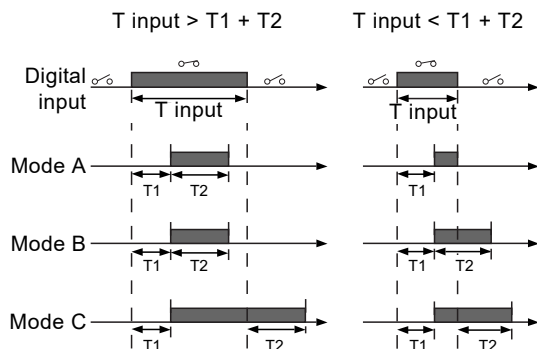 T input > T1 + T2
T input < T1 + T2
Digital input
T input
T input
Mode A
T1
T2
T1
Mode B
T1
T2
T1
T2
Mode C
T1
T2
T1
T2